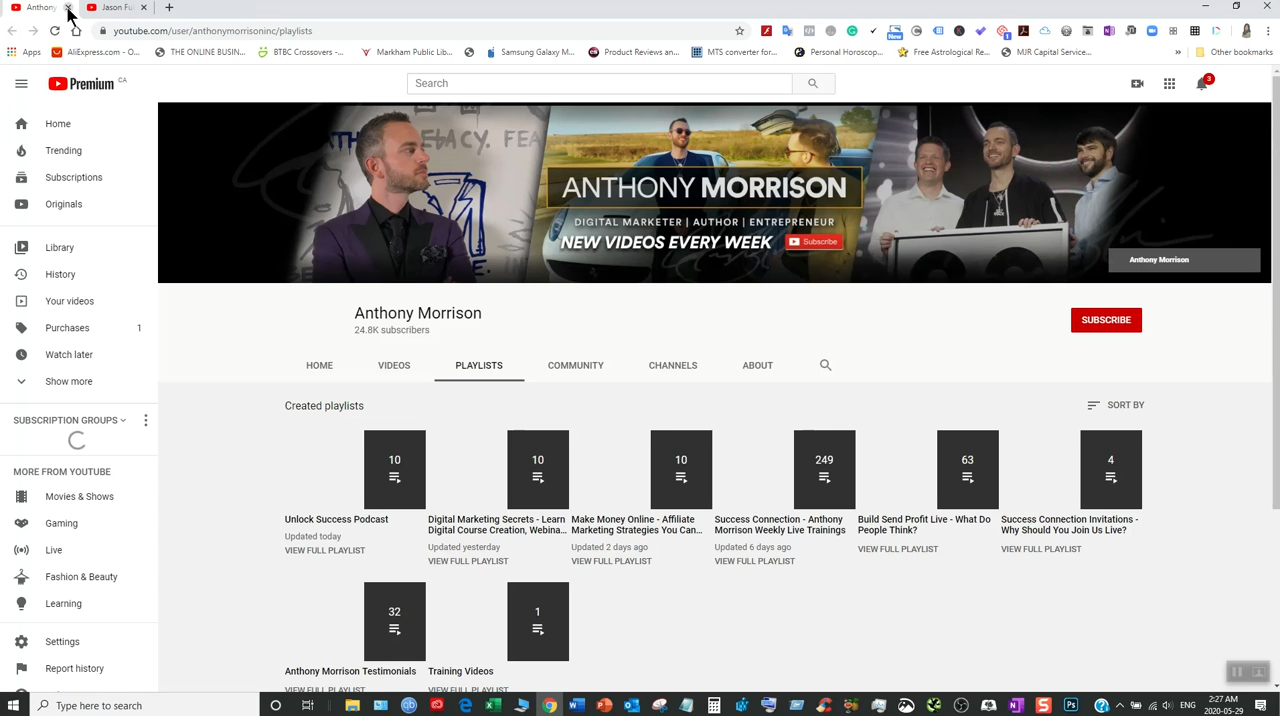 Anthony
Jason Fu
youtube.com/user/anthonymorrisoninc/playlists
Apps
AliExpress.com - O...
THE ONLINE BUSIN...
BTBC Crossovers -...
Markham Public Lib...
Samsung Galaxy M...
Product Reviews an...
MTS converter for...
Personal Horoscop...
Free Astrological Re...
MJR Capital Service...
»
Other bookmarks
New
1
Premium CA
Search
3
Home
Trending
Subscriptions
Originals
Library
History
Your videos
Purchases 1
Watch later
Show more
SUBSCRIPTION GROUPS
MORE FROM YOUTUBE
Movies & Shows
Gaming
Live
Fashion & Beauty
Learning
Settings
Report history
ANTHONY MORRISON
DIGITAL MARKETER | AUTHOR | ENTREPRENEUR
NEW VIDEOS EVERY WEEK Subscribe
Anthony Morrison
Anthony Morrison
24.8K subscribers
SUBSCRIBE
HOME VIDEOS PLAYLISTS COMMUNITY CHANNELS ABOUT
Created playlists
SORT BY
10
Unlock Success Podcast
Updated today
VIEW FULL PLAYLIST
10
Digital Marketing Secrets - Learn
Digital Course Creation, Webina...
Updated yesterday
VIEW FULL PLAYLIST
10
Make Money Online - Affiliate
Marketing Strategies You Can...
Updated 2 days ago
VIEW FULL PLAYLIST
249
Success Connection - Anthony
Morrison Weekly Live Trainings
Updated 6 days ago
VIEW FULL PLAYLIST
63
Build Send Profit Live - What Do
People Think?
VIEW FULL PLAYLIST
4
Success Connection Invitations -
Why Should You Join Us Live?
VIEW FULL PLAYLIST
32
Anthony Morrison Testimonials
VIEW FULL PLAYLIST
1
Training Videos
VIEW FULL PLAYLIST
Type here to search
ENG
2:27 AM
2020-05-29